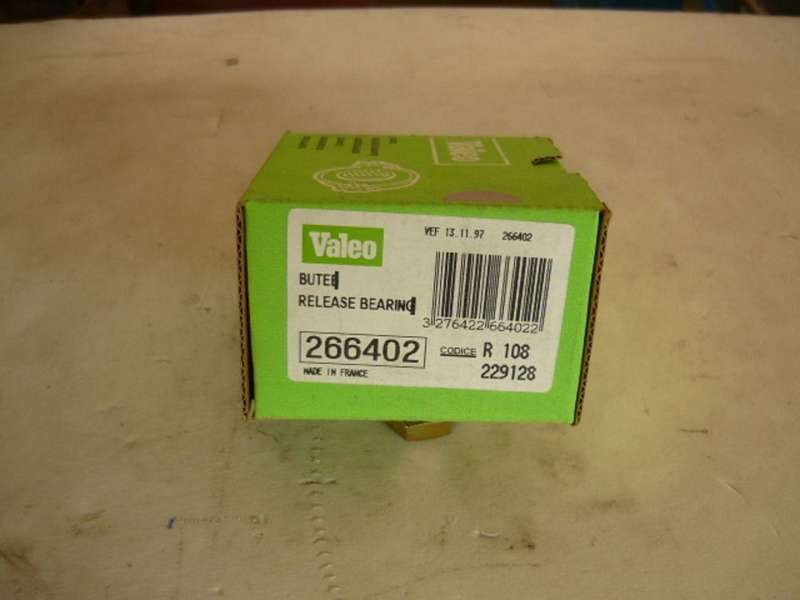 Valeo
Valeo
VEF 13.11.97 266402
BUTEE
RELEASE BEARING
3 276422 664022
266402
CODICE R 108
MADE IN FRANCE
229128